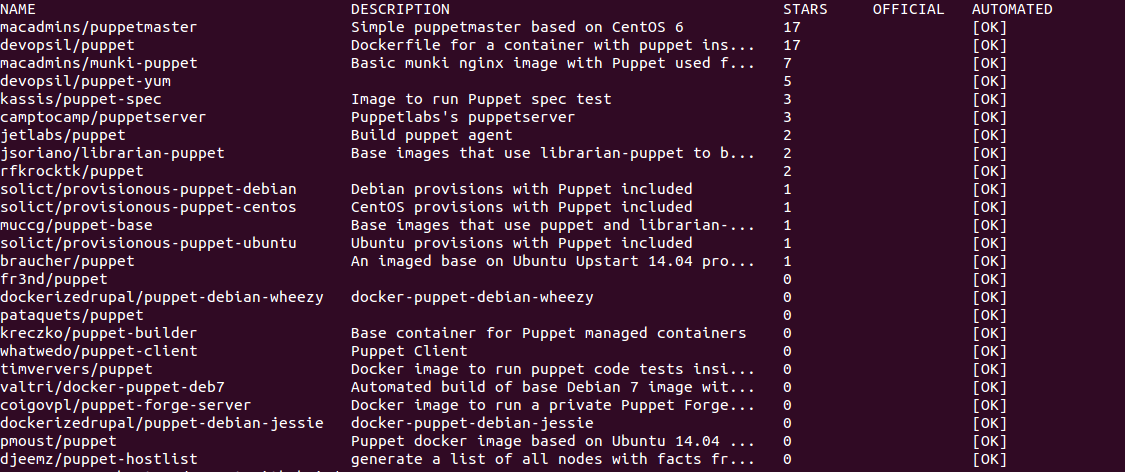 NAME DESCRIPTION STARS OFFICIAL AUTOMATED
macadmins/puppetmaster Simple puppetmaster based on CentOS 6 17 [OK]
devopsil/puppet Dockerfile for a container with puppet ins... 17 [OK]
macadmins/munki-puppet Basic munki nginx image with Puppet used f... 7 [OK]
devopsil/puppet-yum 5 [OK]
kassis/puppet-spec Image to run Puppet spec test 3 [OK]
camptocamp/puppetserver Puppetlabs's puppetserver 3 [OK]
jetlabs/puppet Build puppet agent 2 [OK]
jsoriano/librarian-puppet Base images that use librarian-puppet to b... 2 [OK]
rfkrocktk/puppet 2 [OK]
solict/provisionous-puppet-debian Debian provisions with Puppet included 1 [OK]
solict/provisionous-puppet-centos CentOS provisions with Puppet included 1 [OK]
muccg/puppet-base Base images that use puppet and librarian-... 1 [OK]
solict/provisionous-puppet-ubuntu Ubuntu provisions with Puppet included 1 [OK]
braucher/puppet An imaged base on Ubuntu Upstart 14.04 pro... 1 [OK]
fr3nd/puppet 0 [OK]
dockerizedrupal/puppet-debian-wheezy docker-puppet-debian-wheezy 0 [OK]
pataquets/puppet 0 [OK]
kreczko/puppet-builder Base container for Puppet managed containers 0 [OK]
whatwedo/puppet-client Puppet Client 0 [OK]
timververs/puppet Docker image to run puppet code tests insi... 0 [OK]
valtri/docker-puppet-deb7 Automated build of base Debian 7 image wit... 0 [OK]
coigovpl/puppet-forge-server Docker image to run a private Puppet Forge... 0 [OK]
dockerizedrupal/puppet-debian-jessie docker-puppet-debian-jessie 0 [OK]
pmoust/puppet Puppet docker image based on Ubuntu 14.04 ... 0 [OK]
djeemz/puppet-hostlist generate a list of all nodes with facts fr... 0 [OK]